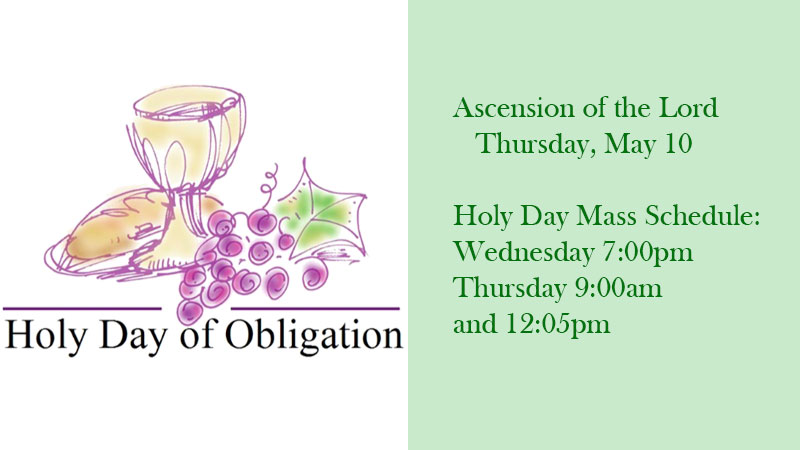 Holy Day of Obligation
Ascension of the Lord
Thursday, May 10
Holy Day Mass Schedule:
Wednesday 7:00pm
Thursday 9:00am
and 12:05pm